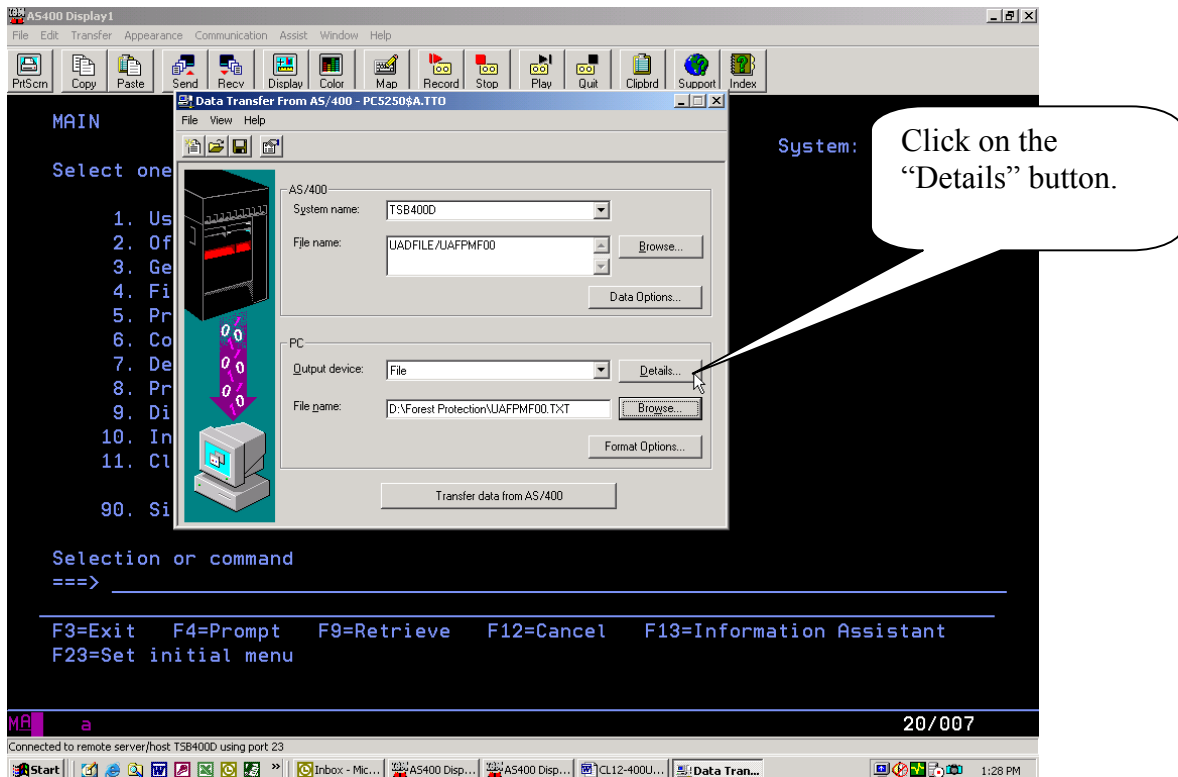 AS400 Display1
File Edit Transfer Appearance Communication Assist Window Help
PrtScrn Copy Paste Send Recv Display Color Map Record Stop Play Quit Clipbrd Support Index
Data Transfer From AS/400 - PC5250$A.TTO
File View Help
MAIN
System:
Click on the
“Details” button.
Select one
AS/400
System name: TSB400D
File name: UADFILE/UAFPMF00 Browse...
Data Options...
1. Us
2. Of
3. Ge
4. Fi
5. Pr
6. Co
7. De
8. Pr
9. Di
10. In
11. Cl
90. Si
PC
Output device: File Details...
File name: D:\Forest Protection\UAFPMF00.TXT Browse...
Format Options...
Transfer data from AS/400
Selection or command
===>
F3=Exit F4=Prompt F9=Retrieve F12=Cancel F13=Information Assistant
F23=Set initial menu
MA a 20/007
Connected to remote server/host TSB400D using port 23
Start » Inbox - Mic... AS400 Disp... AS400 Disp... CL12-400U... Data Tran... 1:28 PM